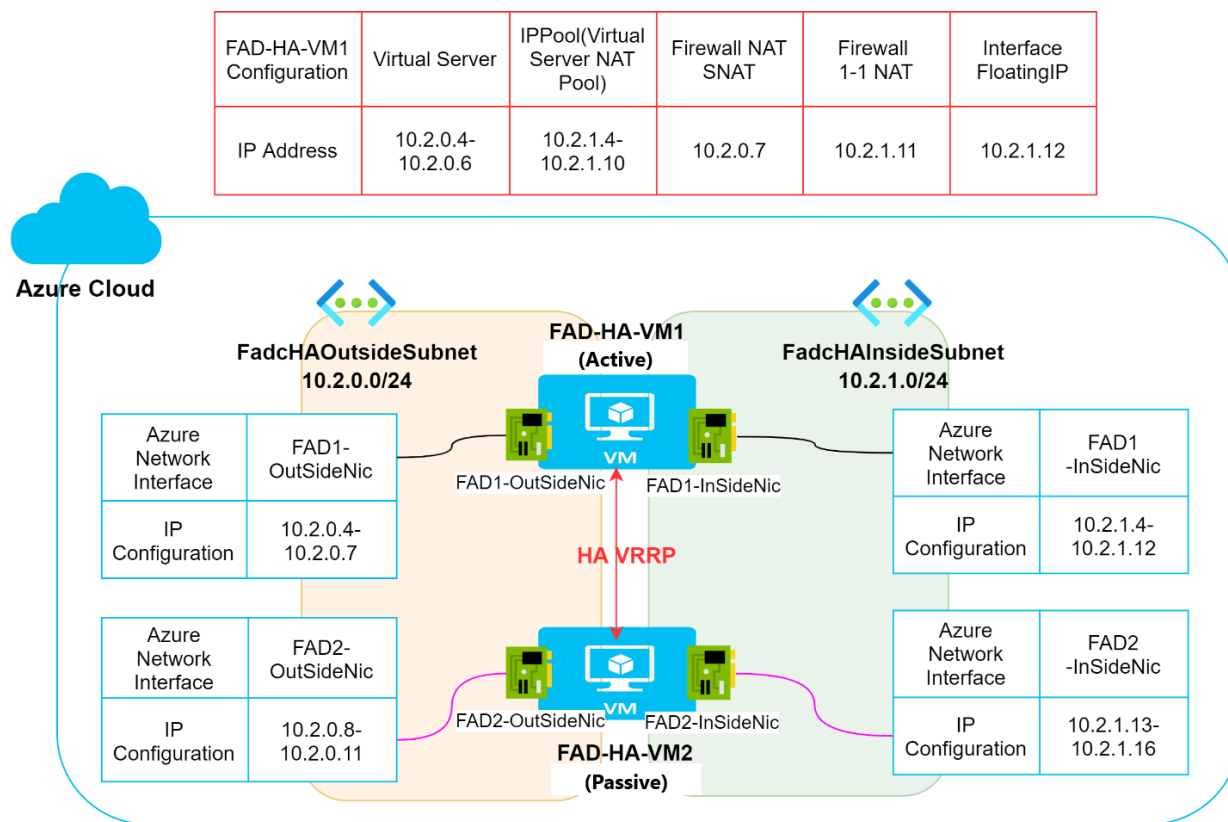 FAD-HA-VM1
Configuration
Virtual Server
IPPool(Virtual
Server NAT
Pool)
Firewall NAT
SNAT
Firewall
1-1 NAT
Interface
FloatingIP
IP Address
10.2.0.4-
10.2.0.6
10.2.1.4-
10.2.1.10
10.2.0.7
10.2.1.11
10.2.1.12
Azure Cloud
FadcHAOutsideSubnet
10.2.0.0/24
FAD-HA-VM1
(Active)
FadcHAInsideSubnet
10.2.1.0/24
Azure
Network
Interface
FAD1-
OutSideNic
IP
Configuration
10.2.0.4-
10.2.0.7
VM
FAD1-OutSideNic
FAD1-InSideNic
Azure
Network
Interface
FAD1
-InSideNic
IP
Configuration
10.2.1.4-
10.2.1.12
HA VRRP
Azure
Network
Interface
FAD2-
OutSideNic
IP
Configuration
10.2.0.8-
10.2.0.11
VM
FAD2-OutSideNic
FAD2-InSideNic
FAD-HA-VM2
(Passive)
Azure
Network
Interface
FAD2
-InSideNic
IP
Configuration
10.2.1.13-
10.2.1.16